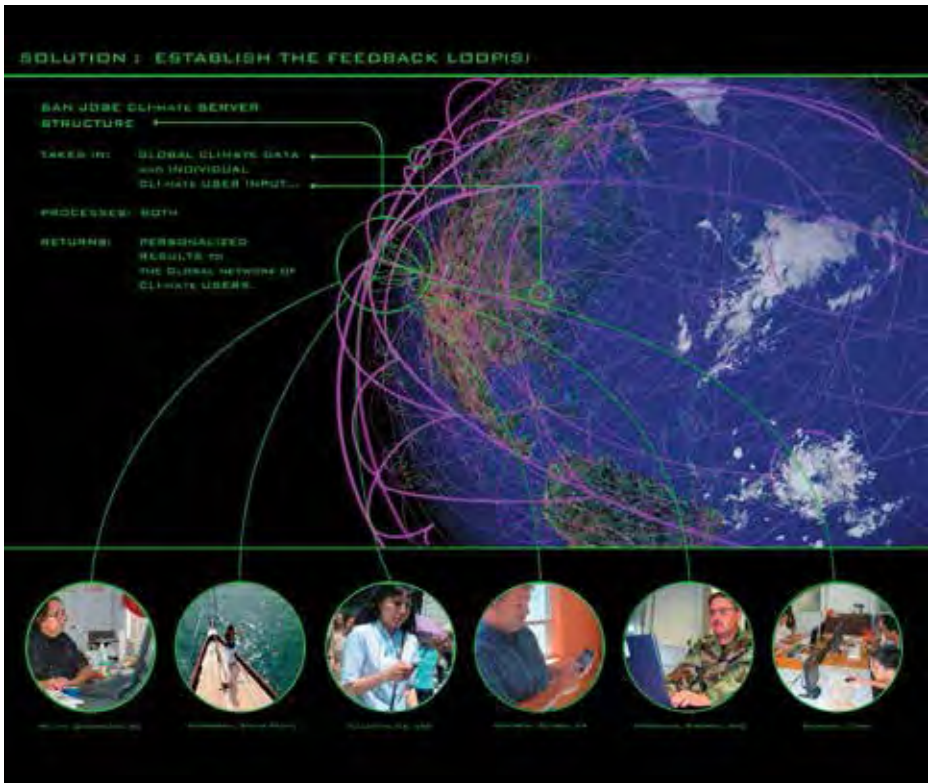 SOLUTION : ESTABLISH THE FEEDBACK LOOP(S)
SAN JOSE CLIMATE SERVER
STRUCTURE
TAKES IN: GLOBAL CLIMATE DATA
AND INDIVIDUAL
CLIMATE USER INPUT...
PROCESSES: BOTH
RETURNS: PERSONALIZED
RESULTS TO
THE GLOBAL NETWORK OF
CLIMATE USERS.